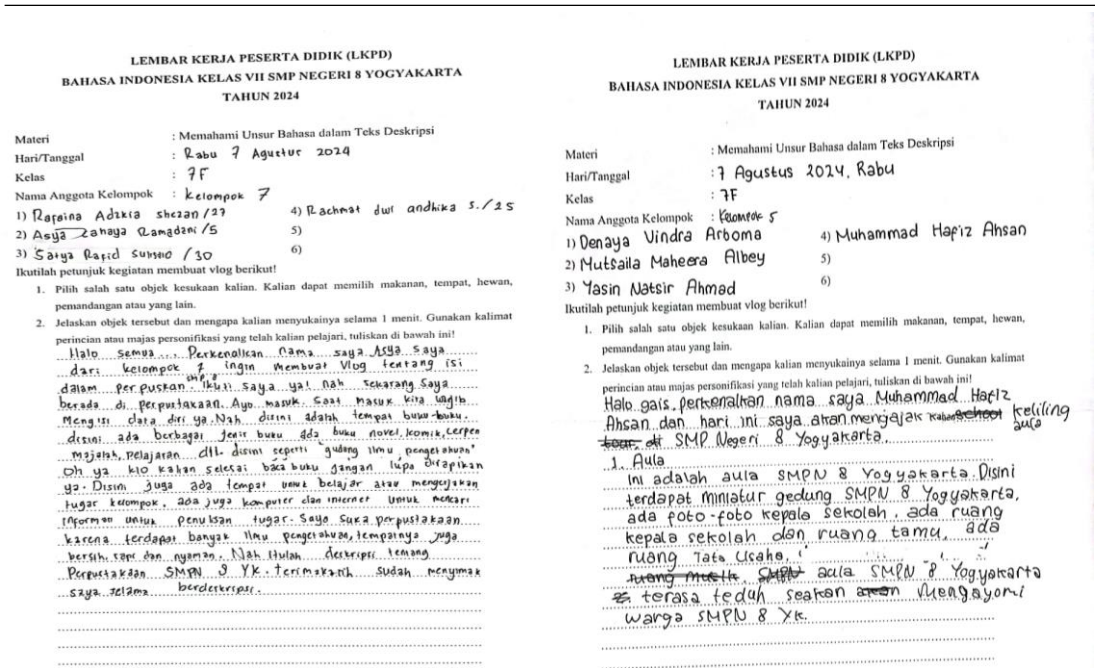 LEMBAR KERJA PESERTA DIDIK (LKPD)
BAHASA INDONESIA KELAS VII SMP NEGERI 8 YOGYAKARTA
TAHUN 2024
Materi : Memahami Unsur Bahasa dalam Teks Deskripsi
Hari/Tanggal : Rabu 7 Agustus 2024
Kelas : 7F
Nama Anggota Kelompok : Kelompok 7
1) Rafaina Adzkia shezan /27 4) Rachmat dwi andhika S. /25
2) Asya Zahaya Ramadani /5 5)
3) Satya Rafid /30 6)
Ikutilah petunjuk kegiatan membuat vlog berikut!
1. Pilih salah satu objek kesukaan kalian. Kalian dapat memilih makanan, tempat, hewan,
pemandangan atau yang lain.
2. Jelaskan objek tersebut dan mengapa kalian menyukainya selama 1 menit. Gunakan kalimat
perincian atau majas personifikasi yang telah kalian pelajari, tuliskan di bawah ini!
Halo semua... Perkenalkan nama saya Asya saya
dari kelompok 7 ingin membuat Vlog tentang isi
dalam perpuskan. Ikuti saya ya! nah sekarang saya
berada di perpustakaan. Ayo masuk. Saat masuk kita wajib
Mengisi data diri ya. Nah disini adalah tempat buku-buku.
disini ada berbagai jenis buku ada buku novel, komik, cerpen
majalah, pelajaran dll. disini seperti "gudang ilmu pengetahuan"
Oh ya klo kalian selesai baca buku jangan lupa dirapikan
ya. Disini juga ada tempat untuk belajar atau mengerjakan
tugas kelompok. ada juga komputer dan internet untuk mencari
untuk penulisan tugas. Saya suka perpustakaan
karena terdapat banyak ilmu pengetahuan, tempatnya juga
bersih, rapi dan nyaman. Nah itulah deskripsi tentang
Perpustakaan SMPN 8 YK. terimakasih sudah menyimak
saya selama berdeskripsi.
LEMBAR KERJA PESERTA DIDIK (LKPD)
BAHASA INDONESIA KELAS VII SMP NEGERI 8 YOGYAKARTA
TAHUN 2024
Materi : Memahami Unsur Bahasa dalam Teks Deskripsi
Hari/Tanggal : 7 Agustus 2024, Rabu
Kelas : 7F
Nama Anggota Kelompok : Kelompok 5
1) Denaya Vindra Arboma 4) Muhammad Hafiz Ahsan
2) Mutsaila Maheera Albey 5)
3) Yasin Natsir Ahmad 6)
Ikutilah petunjuk kegiatan membuat vlog berikut!
1. Pilih salah satu objek kesukaan kalian. Kalian dapat memilih makanan, tempat, hewan,
pemandangan atau yang lain.
2. Jelaskan objek tersebut dan mengapa kalian menyukainya selama 1 menit. Gunakan kalimat
perincian atau majas personifikasi yang telah kalian pelajari, tuliskan di bawah ini!
Halo gais, perkenalkan nama saya Muhammad Hafiz
Ahsan dan hari ini saya akan mengajak kalian school keliling aula
tour di SMP Negeri 8 Yogyakarta.
1. Aula
Ini adalah aula SMPN 8 Yogyakarta. Disini
terdapat miniatur gedung SMPN 8 Yogyakarta,
ada foto-foto kepala sekolah, ada ruang
kepala sekolah dan ruang tamu, ada
ruang Tata Usaha,
ruang musik, SMPN aula SMPN 8 Yogyakarta
terasa teduh seakan akan Mengayomi
warga SMPN 8 YK.